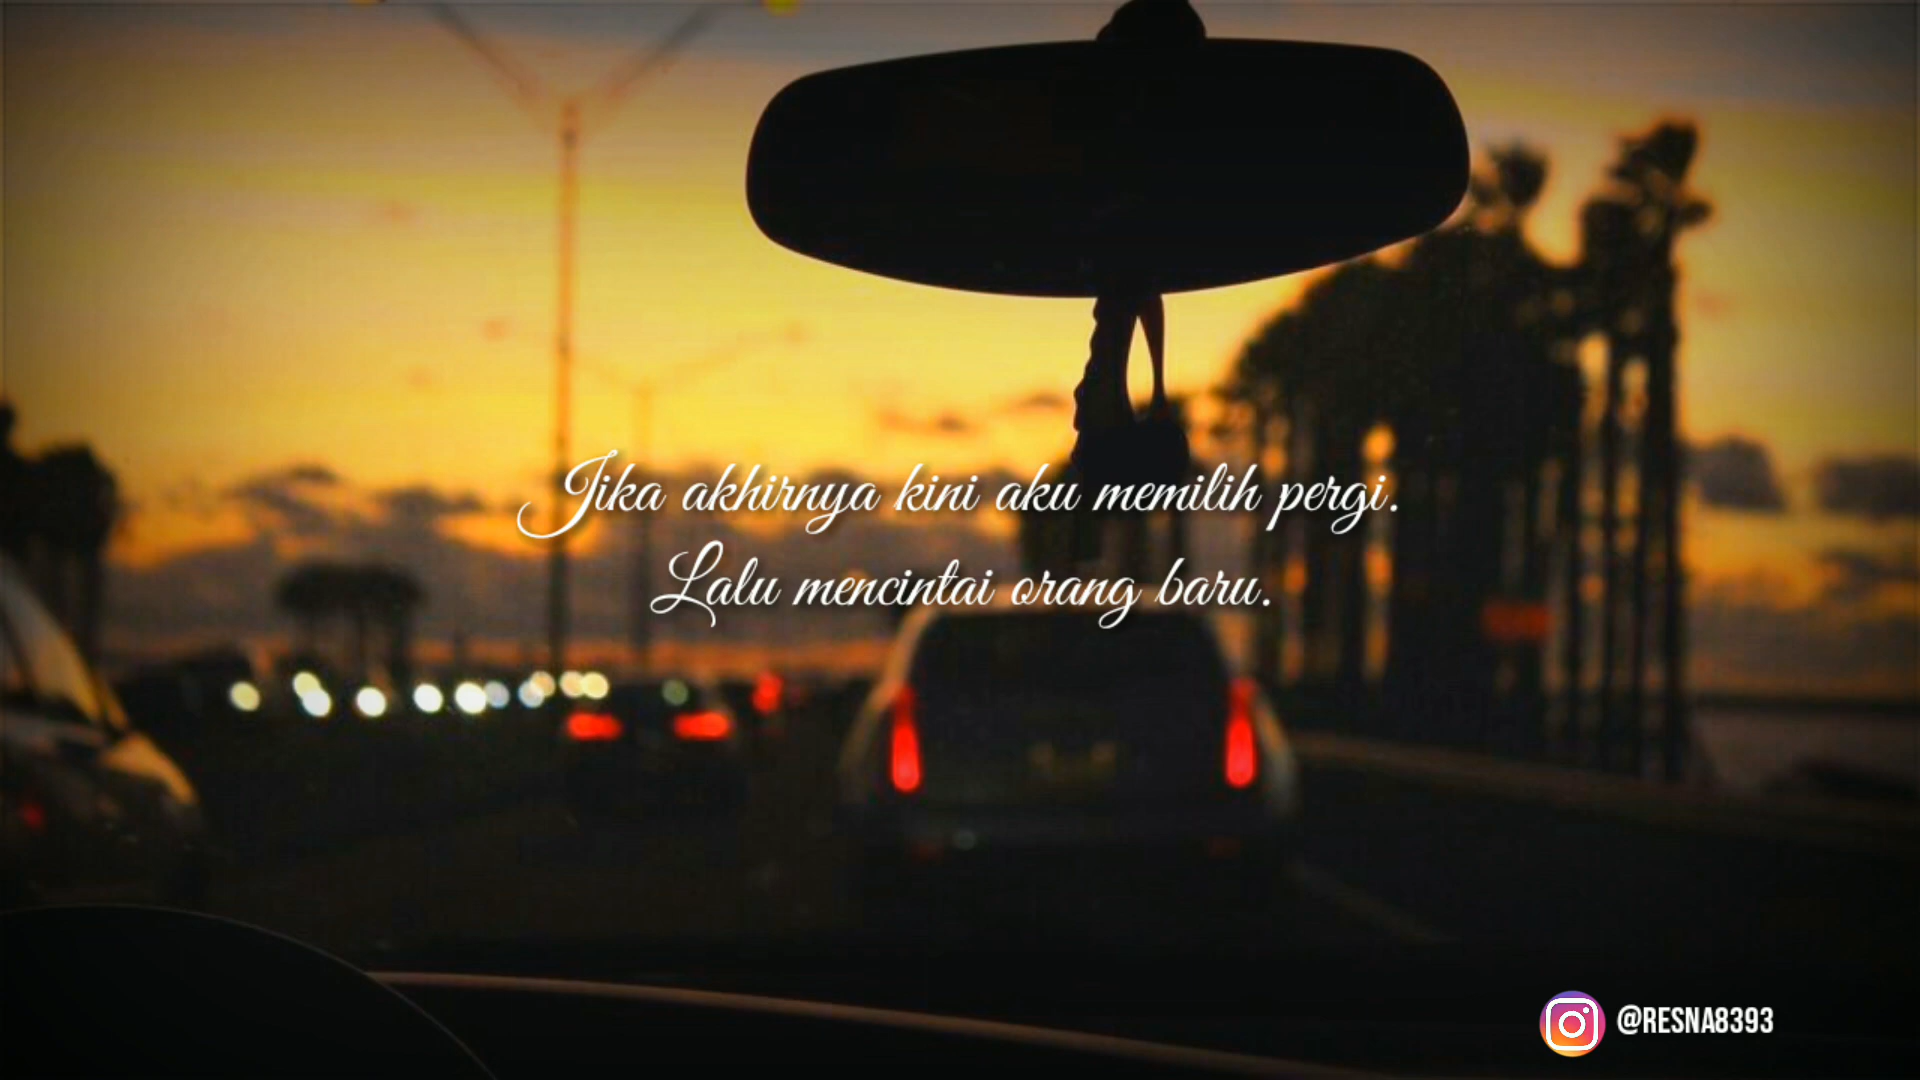 Jika akhirnya kini aku memilih pergi.
Lalu mencintai orang baru.
@RESNA8393